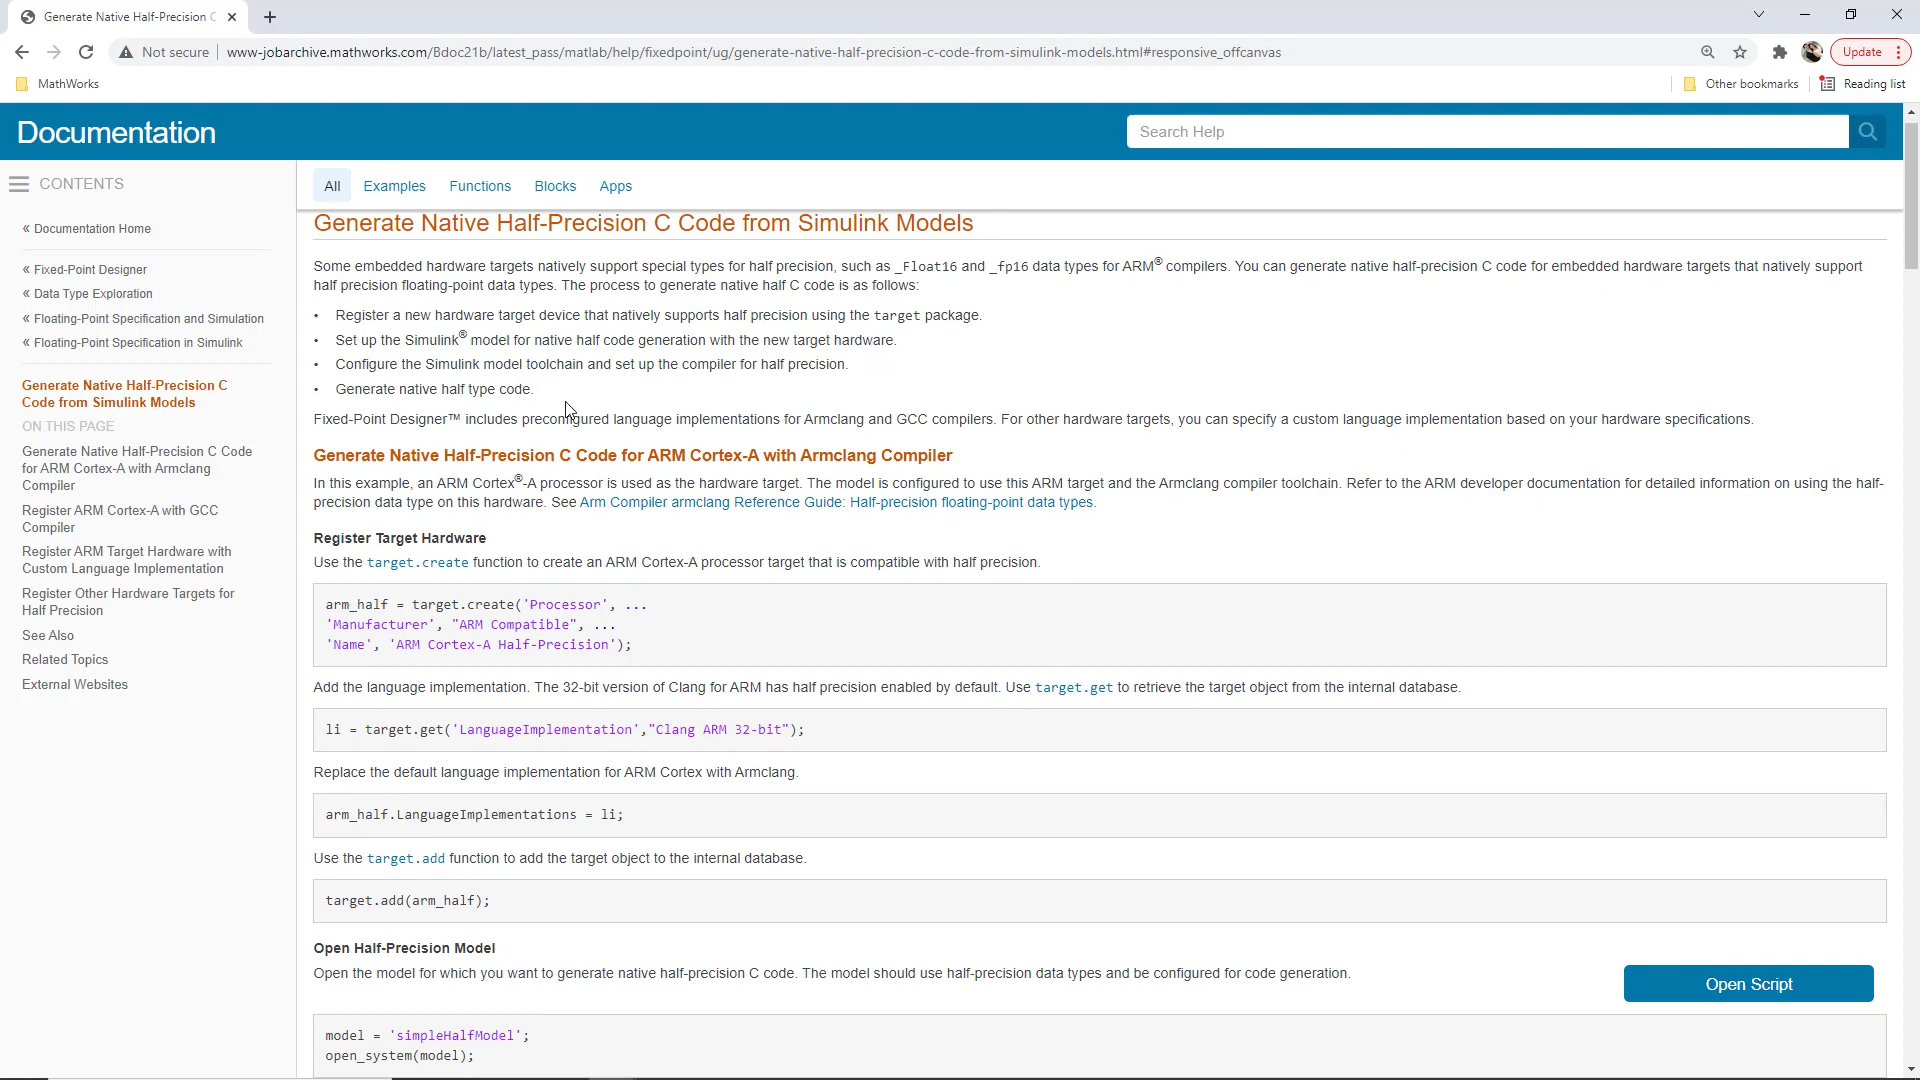 Generate Native Half-Precision C
Not secure
www-jobarchive.mathworks.com/Bdoc21b/latest_pass/matlab/help/fixedpoint/ug/generate-native-half-precision-c-code-from-simulink-models.html#responsive_offcanvas
Update
MathWorks
Other bookmarks
Reading list
Documentation
Search Help
CONTENTS
All
Examples
Functions
Blocks
Apps
« Documentation Home
« Fixed-Point Designer
« Data Type Exploration
« Floating-Point Specification and Simulation
« Floating-Point Specification in Simulink
Generate Native Half-Precision C
Code from Simulink Models
ON THIS PAGE
Generate Native Half-Precision C Code
for ARM Cortex-A with Armclang
Compiler
Register ARM Cortex-A with GCC
Compiler
Register ARM Target Hardware with
Custom Language Implementation
Register Other Hardware Targets for
Half Precision
See Also
Related Topics
External Websites
Generate Native Half-Precision C Code from Simulink Models
Some embedded hardware targets natively support special types for half precision, such as _Float16 and _fp16 data types for ARM® compilers. You can generate native half-precision C code for embedded hardware targets that natively support
half precision floating-point data types. The process to generate native half C code is as follows:
• Register a new hardware target device that natively supports half precision using the target package.
• Set up the Simulink® model for native half code generation with the new target hardware.
• Configure the Simulink model toolchain and set up the compiler for half precision.
• Generate native half type code.
Fixed-Point Designer™ includes preconfigured language implementations for Armclang and GCC compilers. For other hardware targets, you can specify a custom language implementation based on your hardware specifications.
Generate Native Half-Precision C Code for ARM Cortex-A with Armclang Compiler
In this example, an ARM Cortex®-A processor is used as the hardware target. The model is configured to use this ARM target and the Armclang compiler toolchain. Refer to the ARM developer documentation for detailed information on using the half-
precision data type on this hardware. See Arm Compiler armclang Reference Guide: Half-precision floating-point data types.
Register Target Hardware
Use the target.create function to create an ARM Cortex-A processor target that is compatible with half precision.
arm_half = target.create('Processor', ...
'Manufacturer', "ARM Compatible", ...
'Name', 'ARM Cortex-A Half-Precision');
Add the language implementation. The 32-bit version of Clang for ARM has half precision enabled by default. Use target.get to retrieve the target object from the internal database.
li = target.get('LanguageImplementation',"Clang ARM 32-bit");
Replace the default language implementation for ARM Cortex with Armclang.
arm_half.LanguageImplementations = li;
Use the target.add function to add the target object to the internal database.
target.add(arm_half);
Open Half-Precision Model
Open the model for which you want to generate native half-precision C code. The model should use half-precision data types and be configured for code generation.
Open Script
model = 'simpleHalfModel';
open_system(model);